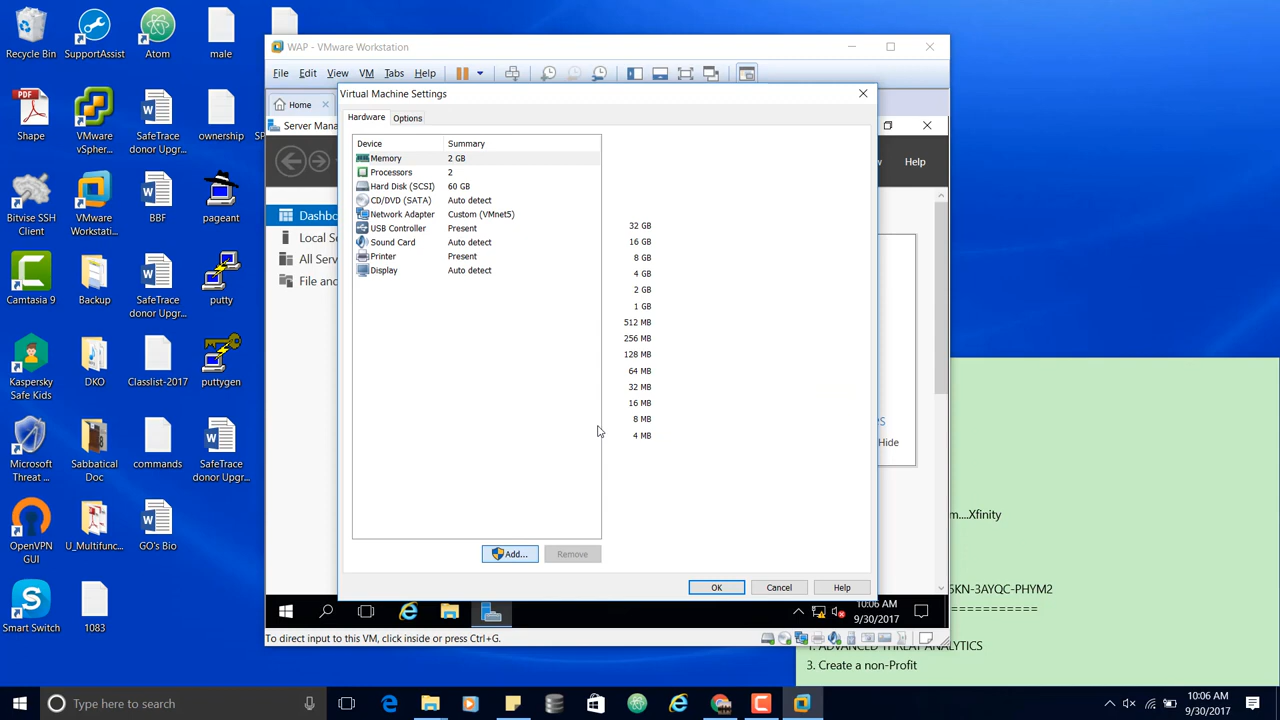 Recycle Bin
SupportAssist
Atom
male
Shape
VMware vSphe...
SafeTrace donor Upgr...
ownership
Bitvise SSH Client
VMware Workstati...
BBF
pageant
Camtasia 9
Backup
SafeTrace donor Upgr...
putty
Kaspersky Safe Kids
DKO
Classlist-2017
puttygen
Microsoft Threat ...
Sabbatical Doc
commands
SafeTrace donor Upgr...
OpenVPN GUI
U_Multifunc...
GO's Bio
Smart Switch
1083
WAP - VMware Workstation
File Edit View VM Tabs Help
Home
Server Man
Help
Dashbo
Local Se
All Serv
File and
Hide
Virtual Machine Settings
Hardware Options
Device Summary
Memory 2 GB
Processors 2
Hard Disk (SCSI) 60 GB
CD/DVD (SATA) Auto detect
Network Adapter Custom (VMnet5)
USB Controller Present
Sound Card Auto detect
Printer Present
Display Auto detect
32 GB
16 GB
8 GB
4 GB
2 GB
1 GB
512 MB
256 MB
128 MB
64 MB
32 MB
16 MB
8 MB
4 MB
Add... Remove
OK Cancel Help
10:06 AM
9/30/2017
To direct input to this VM, click inside or press Ctrl+G.
m....Xfinity
5KN-3AYQC-PHYM2
===========
1. ADVANCED THREAT ANALYTICS
3. Create a non-Profit
Type here to search
10:06 AM
9/30/2017